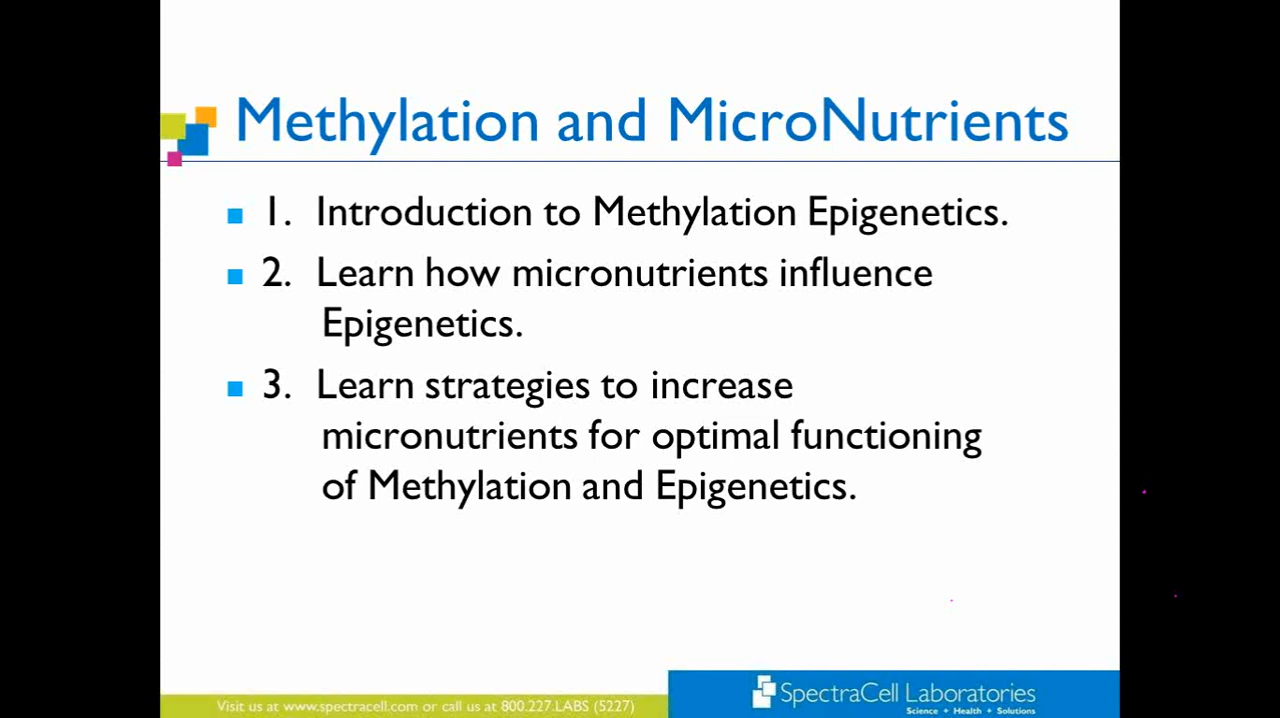 Methylation and MicroNutrients
1. Introduction to Methylation Epigenetics.
2. Learn how micronutrients influence
Epigenetics.
3. Learn strategies to increase
micronutrients for optimal functioning
of Methylation and Epigenetics.
Visit us at www.spectracell.com or call us at 800.227.LABS (5227)
SpectraCell Laboratories
Science + Health + Solutions